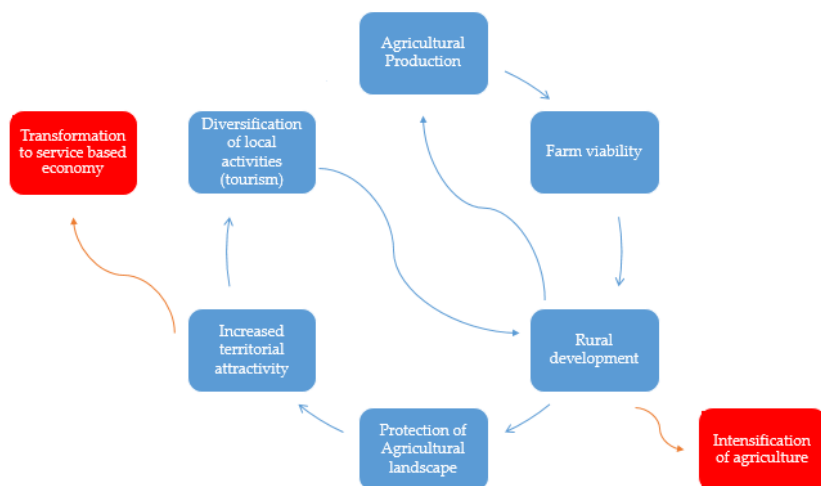 Agricultural
Production
Transformation
to service based
economy
Diversification
of local
activities
(tourism)
Farm viability
Increased
territorial
attractivity
Rural
development
Protection of
Agricultural
landscape
Intensification
of agriculture